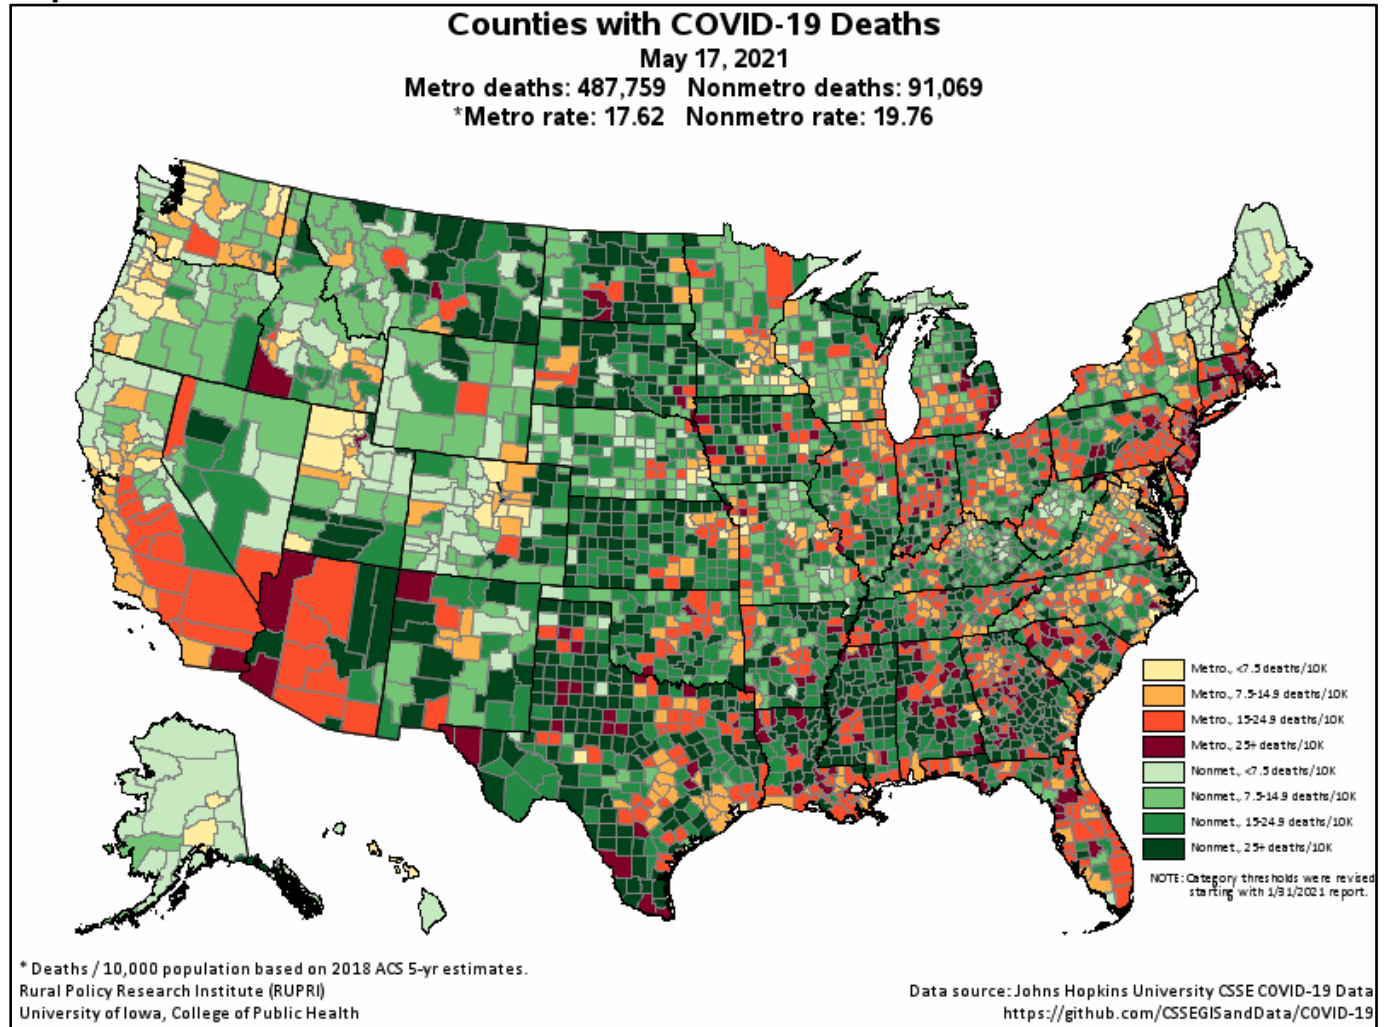 Counties with COVID-19 Deaths
May 17, 2021
Metro deaths: 487,759 Nonmetro deaths: 91,069
*Metro rate: 17.62 Nonmetro rate: 19.76
Metro., <7.5 deaths/10K
Metro., 7.5-14.9 deaths/10K
Metro., 15-24.9 deaths/10K
Metro., 25+ deaths/10K
Nonmet., <7.5 deaths/10K
Nonmet., 7.5-14.9 deaths/10K
Nonmet., 15-24.9 deaths/10K
Nonmet., 25+ deaths/10K
NOTE: Category thresholds were revised
starting with 1/31/2021 report.
* Deaths / 10,000 population based on 2018 ACS 5-yr estimates.
Rural Policy Research Institute (RUPRI)
University of Iowa, College of Public Health
Data source: Johns Hopkins University CSSE COVID-19 Data
https://github.com/CSSEGISandData/COVID-19